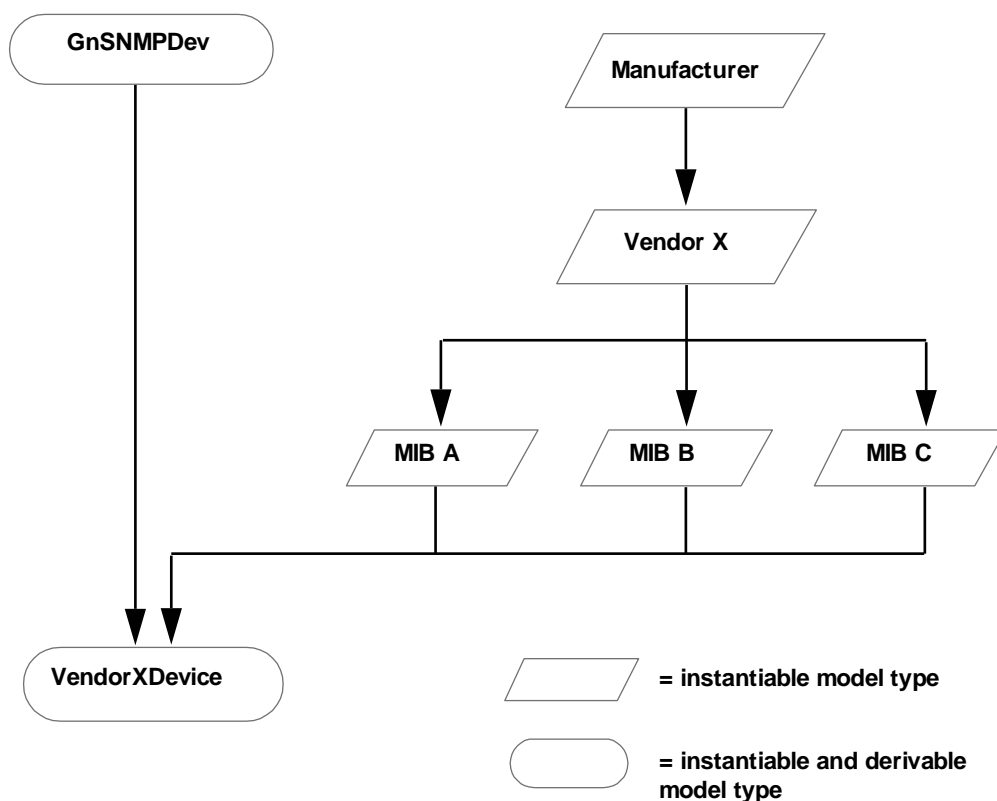 GnSNMPDev
Manufacturer
Vendor X
MIB A
MIB B
MIB C
VendorXDevice
= instantiable model type
= instantiable and derivable
model type